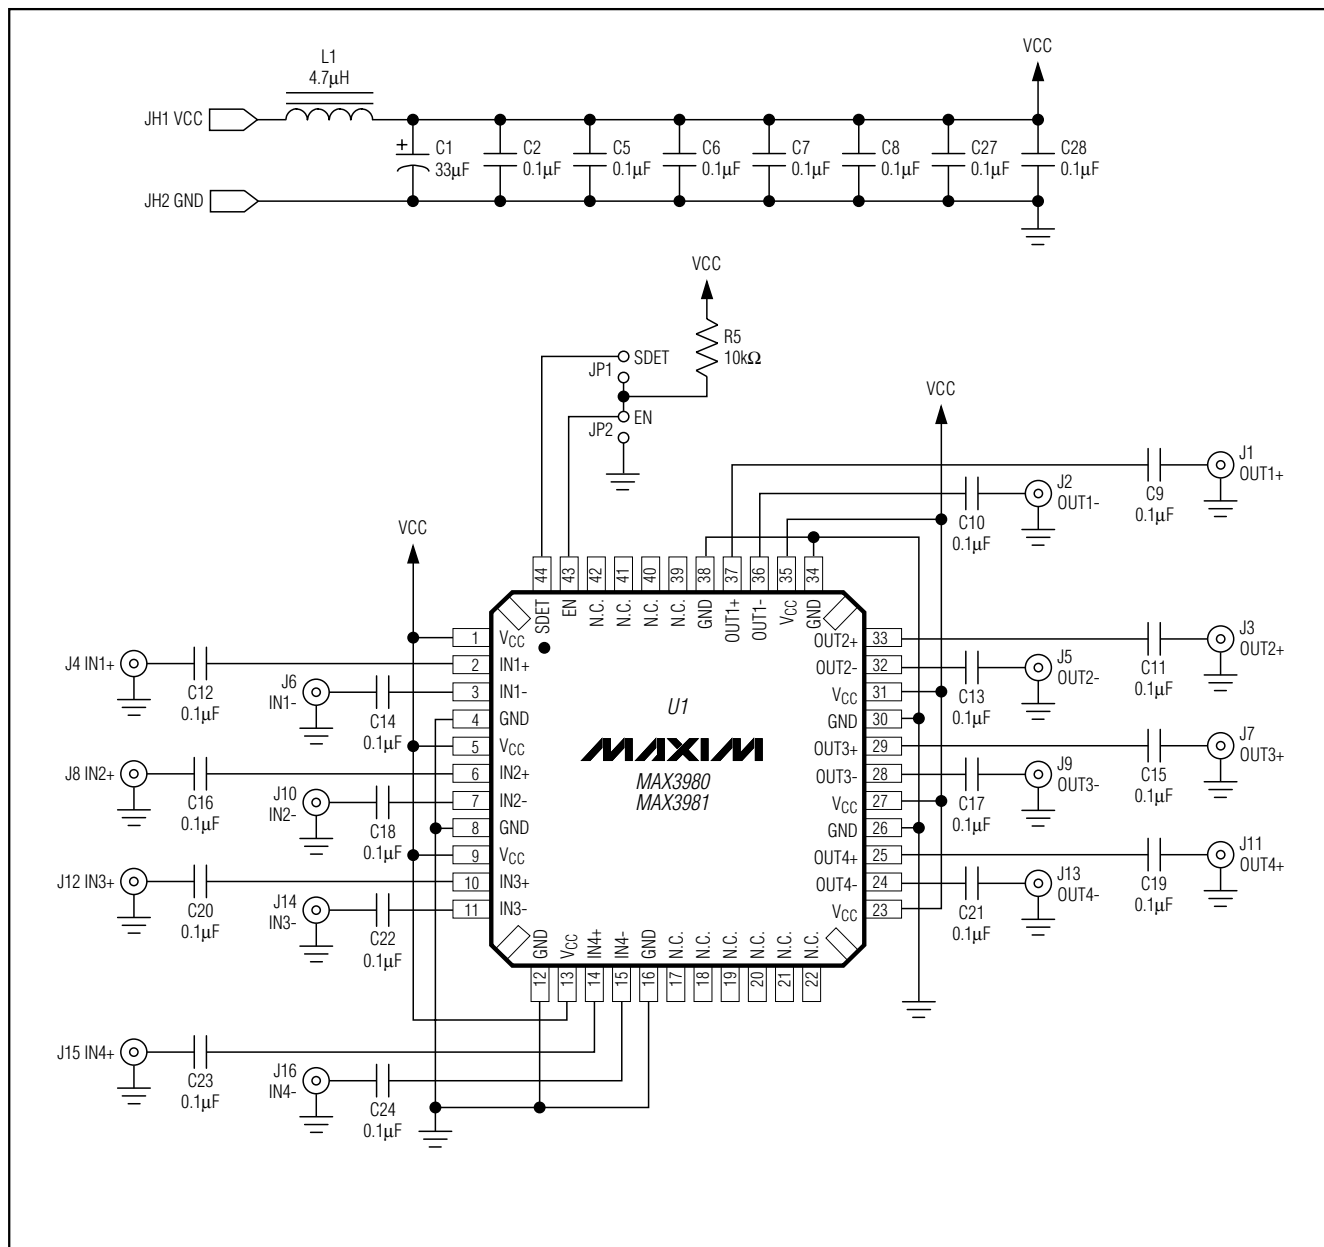 L1
4.7μH
VCC
JH1 VCC
+
C1
33μF
C2
0.1μF
C5
0.1μF
C6
0.1μF
C7
0.1μF
C8
0.1μF
C27
0.1μF
C28
0.1μF
JH2 GND
VCC
R5
10kΩ
SDET
JP1
EN
JP2
VCC
J1
OUT1+
C9
0.1μF
J2
OUT1-
C10
0.1μF
VCC
44
43
42
41
40
39
38
37
36
35
34
SDET
EN
N.C.
N.C.
N.C.
N.C.
GND
OUT1+
OUT1-
VCC
GND
1 VCC
2 IN1+
3 IN1-
4 GND
5 VCC
6 IN2+
7 IN2-
8 GND
9 VCC
10 IN3+
11 IN3-
U1
MAXIM
MAX3980
MAX3981
OUT2+ 33
OUT2- 32
VCC 31
GND 30
OUT3+ 29
OUT3- 28
VCC 27
GND 26
OUT4+ 25
OUT4- 24
VCC 23
GND
VCC
IN4+
IN4-
GND
N.C.
N.C.
N.C.
N.C.
N.C.
N.C.
12
13
14
15
16
17
18
19
20
21
22
J4 IN1+
C12
0.1μF
J6
IN1-
C14
0.1μF
J8 IN2+
C16
0.1μF
J10
IN2-
C18
0.1μF
J12 IN3+
C20
0.1μF
J14
IN3-
C22
0.1μF
J15 IN4+
C23
0.1μF
J16
IN4-
C24
0.1μF
J3
OUT2+
C11
0.1μF
J5
OUT2-
C13
0.1μF
J7
OUT3+
C15
0.1μF
J9
OUT3-
C17
0.1μF
J11
OUT4+
C19
0.1μF
J13
OUT4-
C21
0.1μF